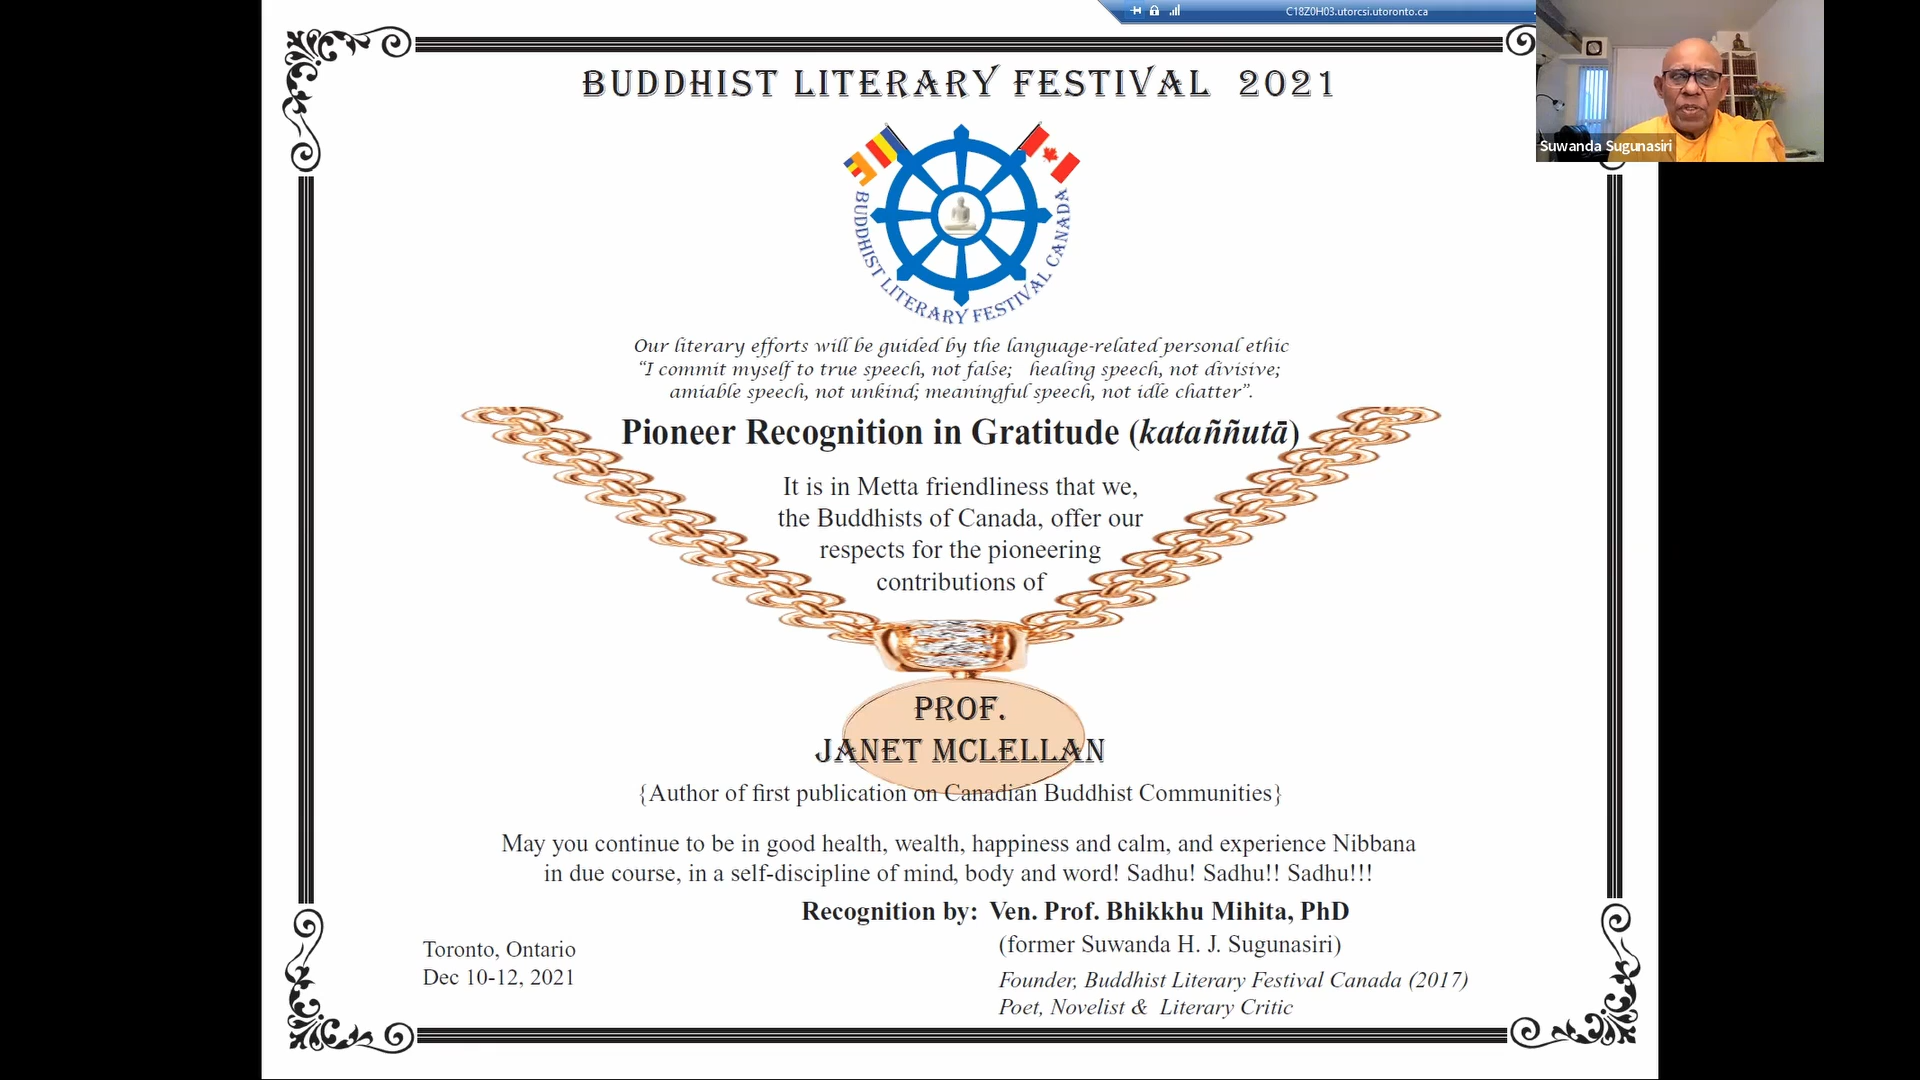 C18Z0H03.utorcsi.utoronto.ca
Suwanda Sugunasiri
BUDDHIST LITERARY FESTIVAL 2021
BUDDHIST LITERARY FESTIVAL CANADA
Our literary efforts will be guided by the language-related personal ethic
“I commit myself to true speech, not false; healing speech, not divisive;
amiable speech, not unkind; meaningful speech, not idle chatter”.
Pioneer Recognition in Gratitude (kataññutā)
It is in Metta friendliness that we,
the Buddhists of Canada, offer our
respects for the pioneering
contributions of
PROF.
JANET MCLELLAN
{Author of first publication on Canadian Buddhist Communities}
May you continue to be in good health, wealth, happiness and calm, and experience Nibbana
in due course, in a self-discipline of mind, body and word! Sadhu! Sadhu!! Sadhu!!!
Recognition by: Ven. Prof. Bhikkhu Mihita, PhD
(former Suwanda H. J. Sugunasiri)
Founder, Buddhist Literary Festival Canada (2017)
Poet, Novelist & Literary Critic
Toronto, Ontario
Dec 10-12, 2021